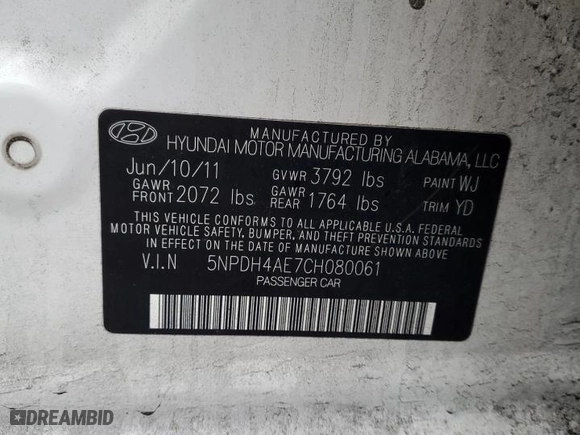 MANUFACTURED BY
HYUNDAI MOTOR MANUFACTURING ALABAMA, LLC
Jun/10/11 GVWR 3792 lbs PAINT WJ
GAWR FRONT 2072 lbs GAWR REAR 1764 lbs TRIM YD
THIS VEHICLE CONFORMS TO ALL APPLICABLE U.S.A. FEDERAL
MOTOR VEHICLE SAFETY, BUMPER, AND THEFT PREVENTION
STANDARDS IN EFFECT ON THE DATE OF MANUFACTURE SHOWN ABOVE
V.I.N 5NPDH4AE7CH080061
PASSENGER CAR
DREAMBID